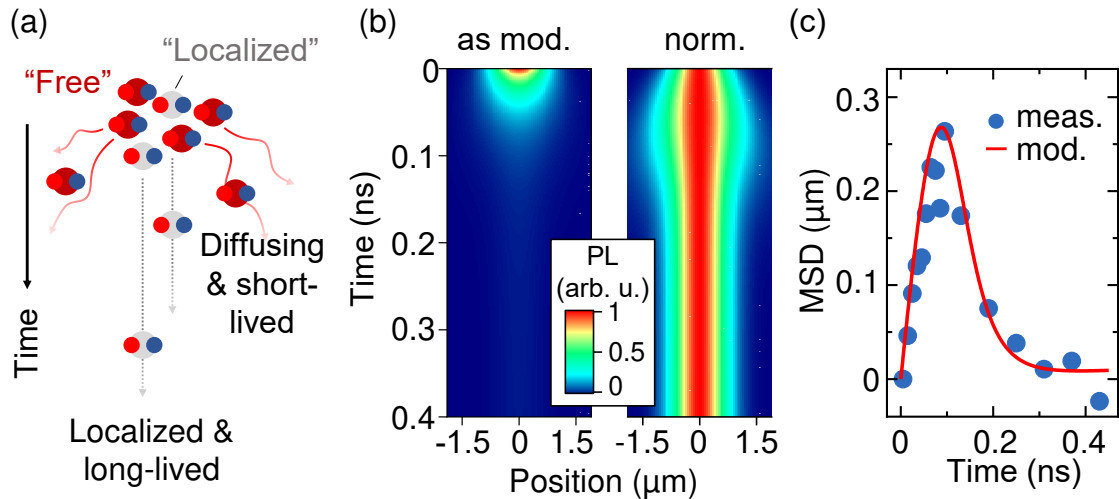 (a)
“Localized”
“Free”
Time
Diffusing
& short-
lived
Localized &
long-lived
(b)
as mod.
norm.
0
0.1
0.2
0.3
0.4
Time (ns)
PL
(arb. u.)
1
0.5
0
-1.5 0 1.5
-1.5 0 1.5
Position (μm)
(c)
MSD (μm)
0.3
0.2
0.1
0
meas.
mod.
0 0.2 0.4
Time (ns)